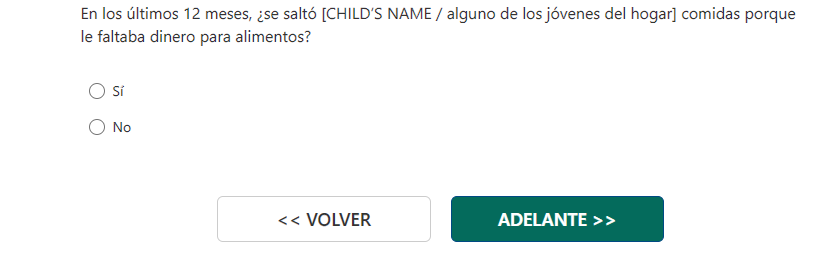 En los últimos 12 meses, ¿se saltó [CHILD’S NAME / alguno de los jóvenes del hogar] comidas porque
le faltaba dinero para alimentos?
Sí
No
<< VOLVER
ADELANTE >>